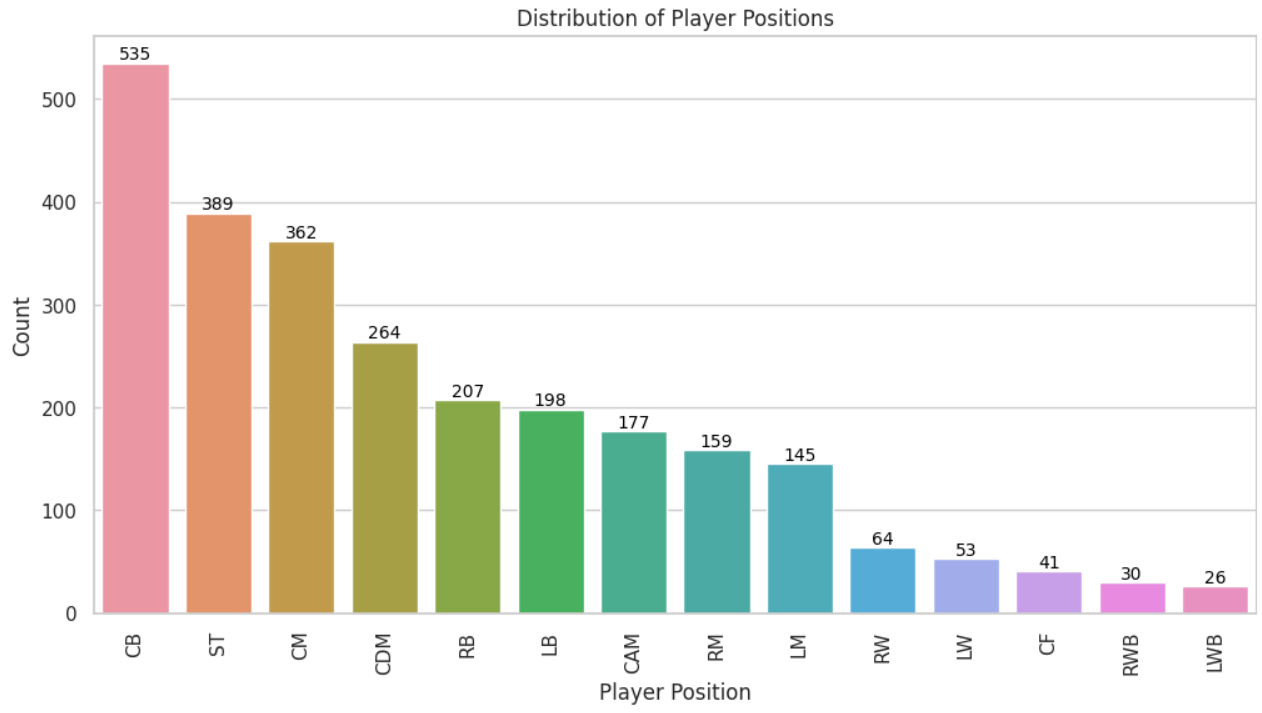 Distribution of Player Positions
535
500
400
389
362
300
264
207
200
198
177
159
145
100
64
53
41
30
26
0
Count
CB
ST
CM
CDM
RB
LB
CAM
RM
LM
RW
LW
CF
RWB
LWB
Player Position